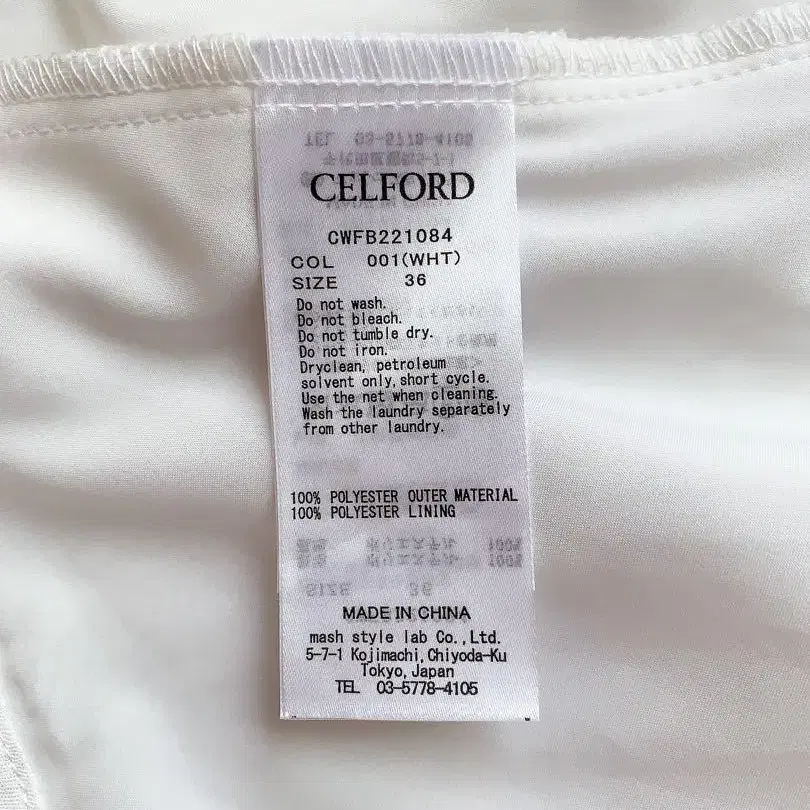 CELFORD
CWFB221084
COL 001(WHT)
SIZE 36
Do not wash.
Do not bleach.
Do not tumble dry.
Do not iron.
Dryclean, petroleum
solvent only,short cycle.
Use the net when cleaning.
Wash the laundry separately
from other laundry.
100% POLYESTER OUTER MATERIAL
100% POLYESTER LINING
MADE IN CHINA
mash style lab Co.,Ltd.
5-7-1 Kojimachi,Chiyoda-Ku
Tokyo,Japan
TEL 03-5778-4105